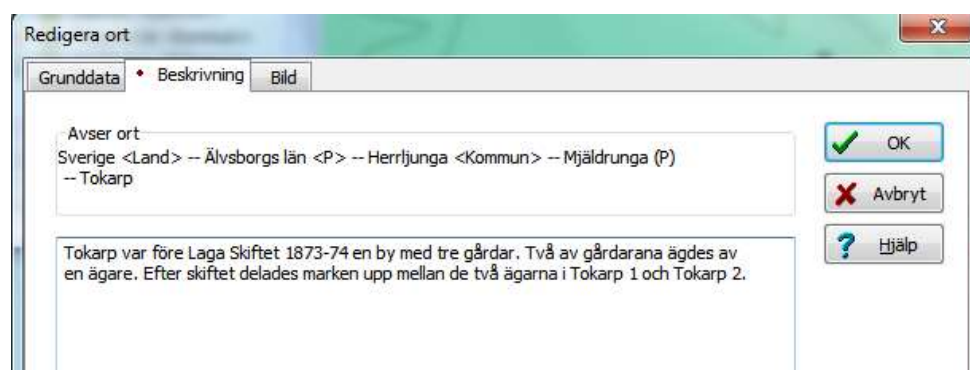 Redigera ort
Grunddata
Beskrivning
Bild
Avser ort
Sverige <Land> -- Älvsborgs län <P> -- Herrljunga <Kommun> -- Mjäldrunga (P)
-- Tokarp
OK
Avbryt
Hjälp
Tokarp var före Laga Skiftet 1873-74 en by med tre gårdar. Två av gårdarana ägdes av
en ägare. Efter skiftet delades marken upp mellan de två ägarna i Tokarp 1 och Tokarp 2.